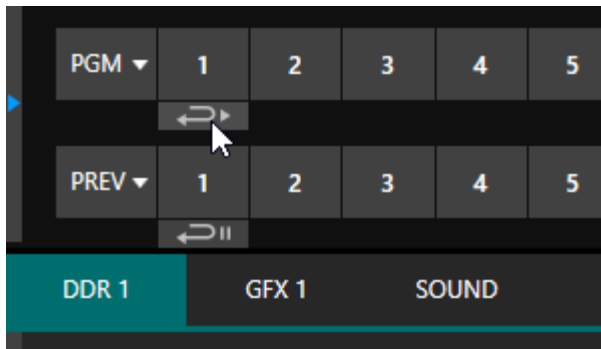 PGM 1 2 3 4 5
PREV 1 2 3 4 5
DDR 1 GFX 1 SOUND